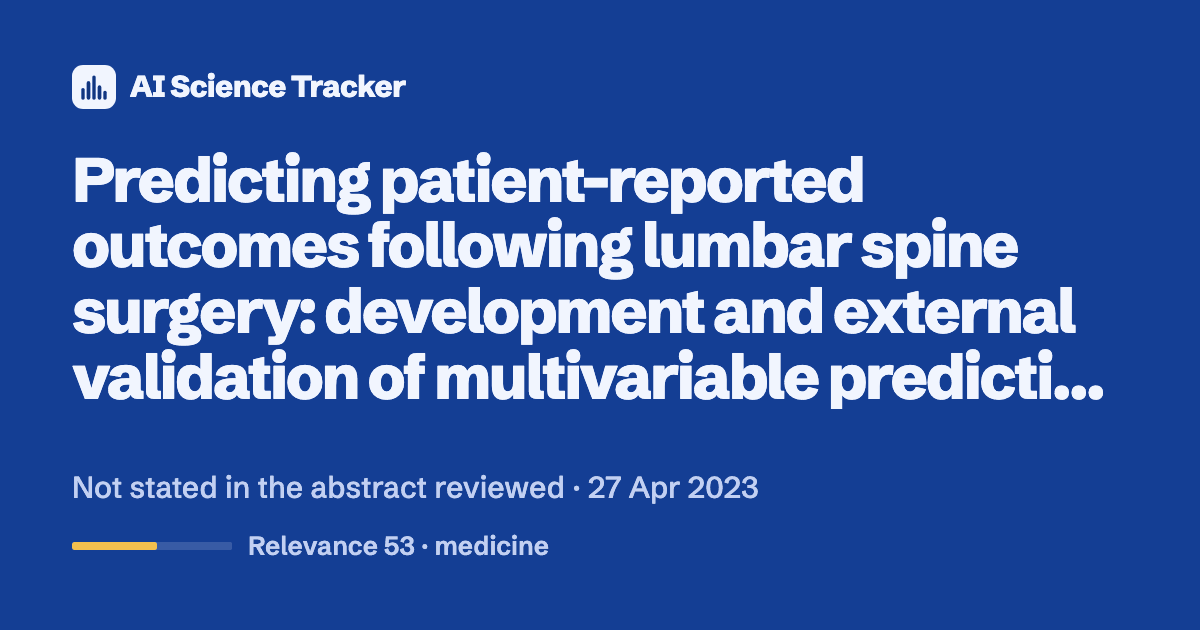 AI Science Tracker
Predicting patient-reported
outcomes following lumbar spine
surgery: development and external
validation of multivariable predicti...
Not stated in the abstract reviewed · 27 Apr 2023
Relevance 53 · medicine